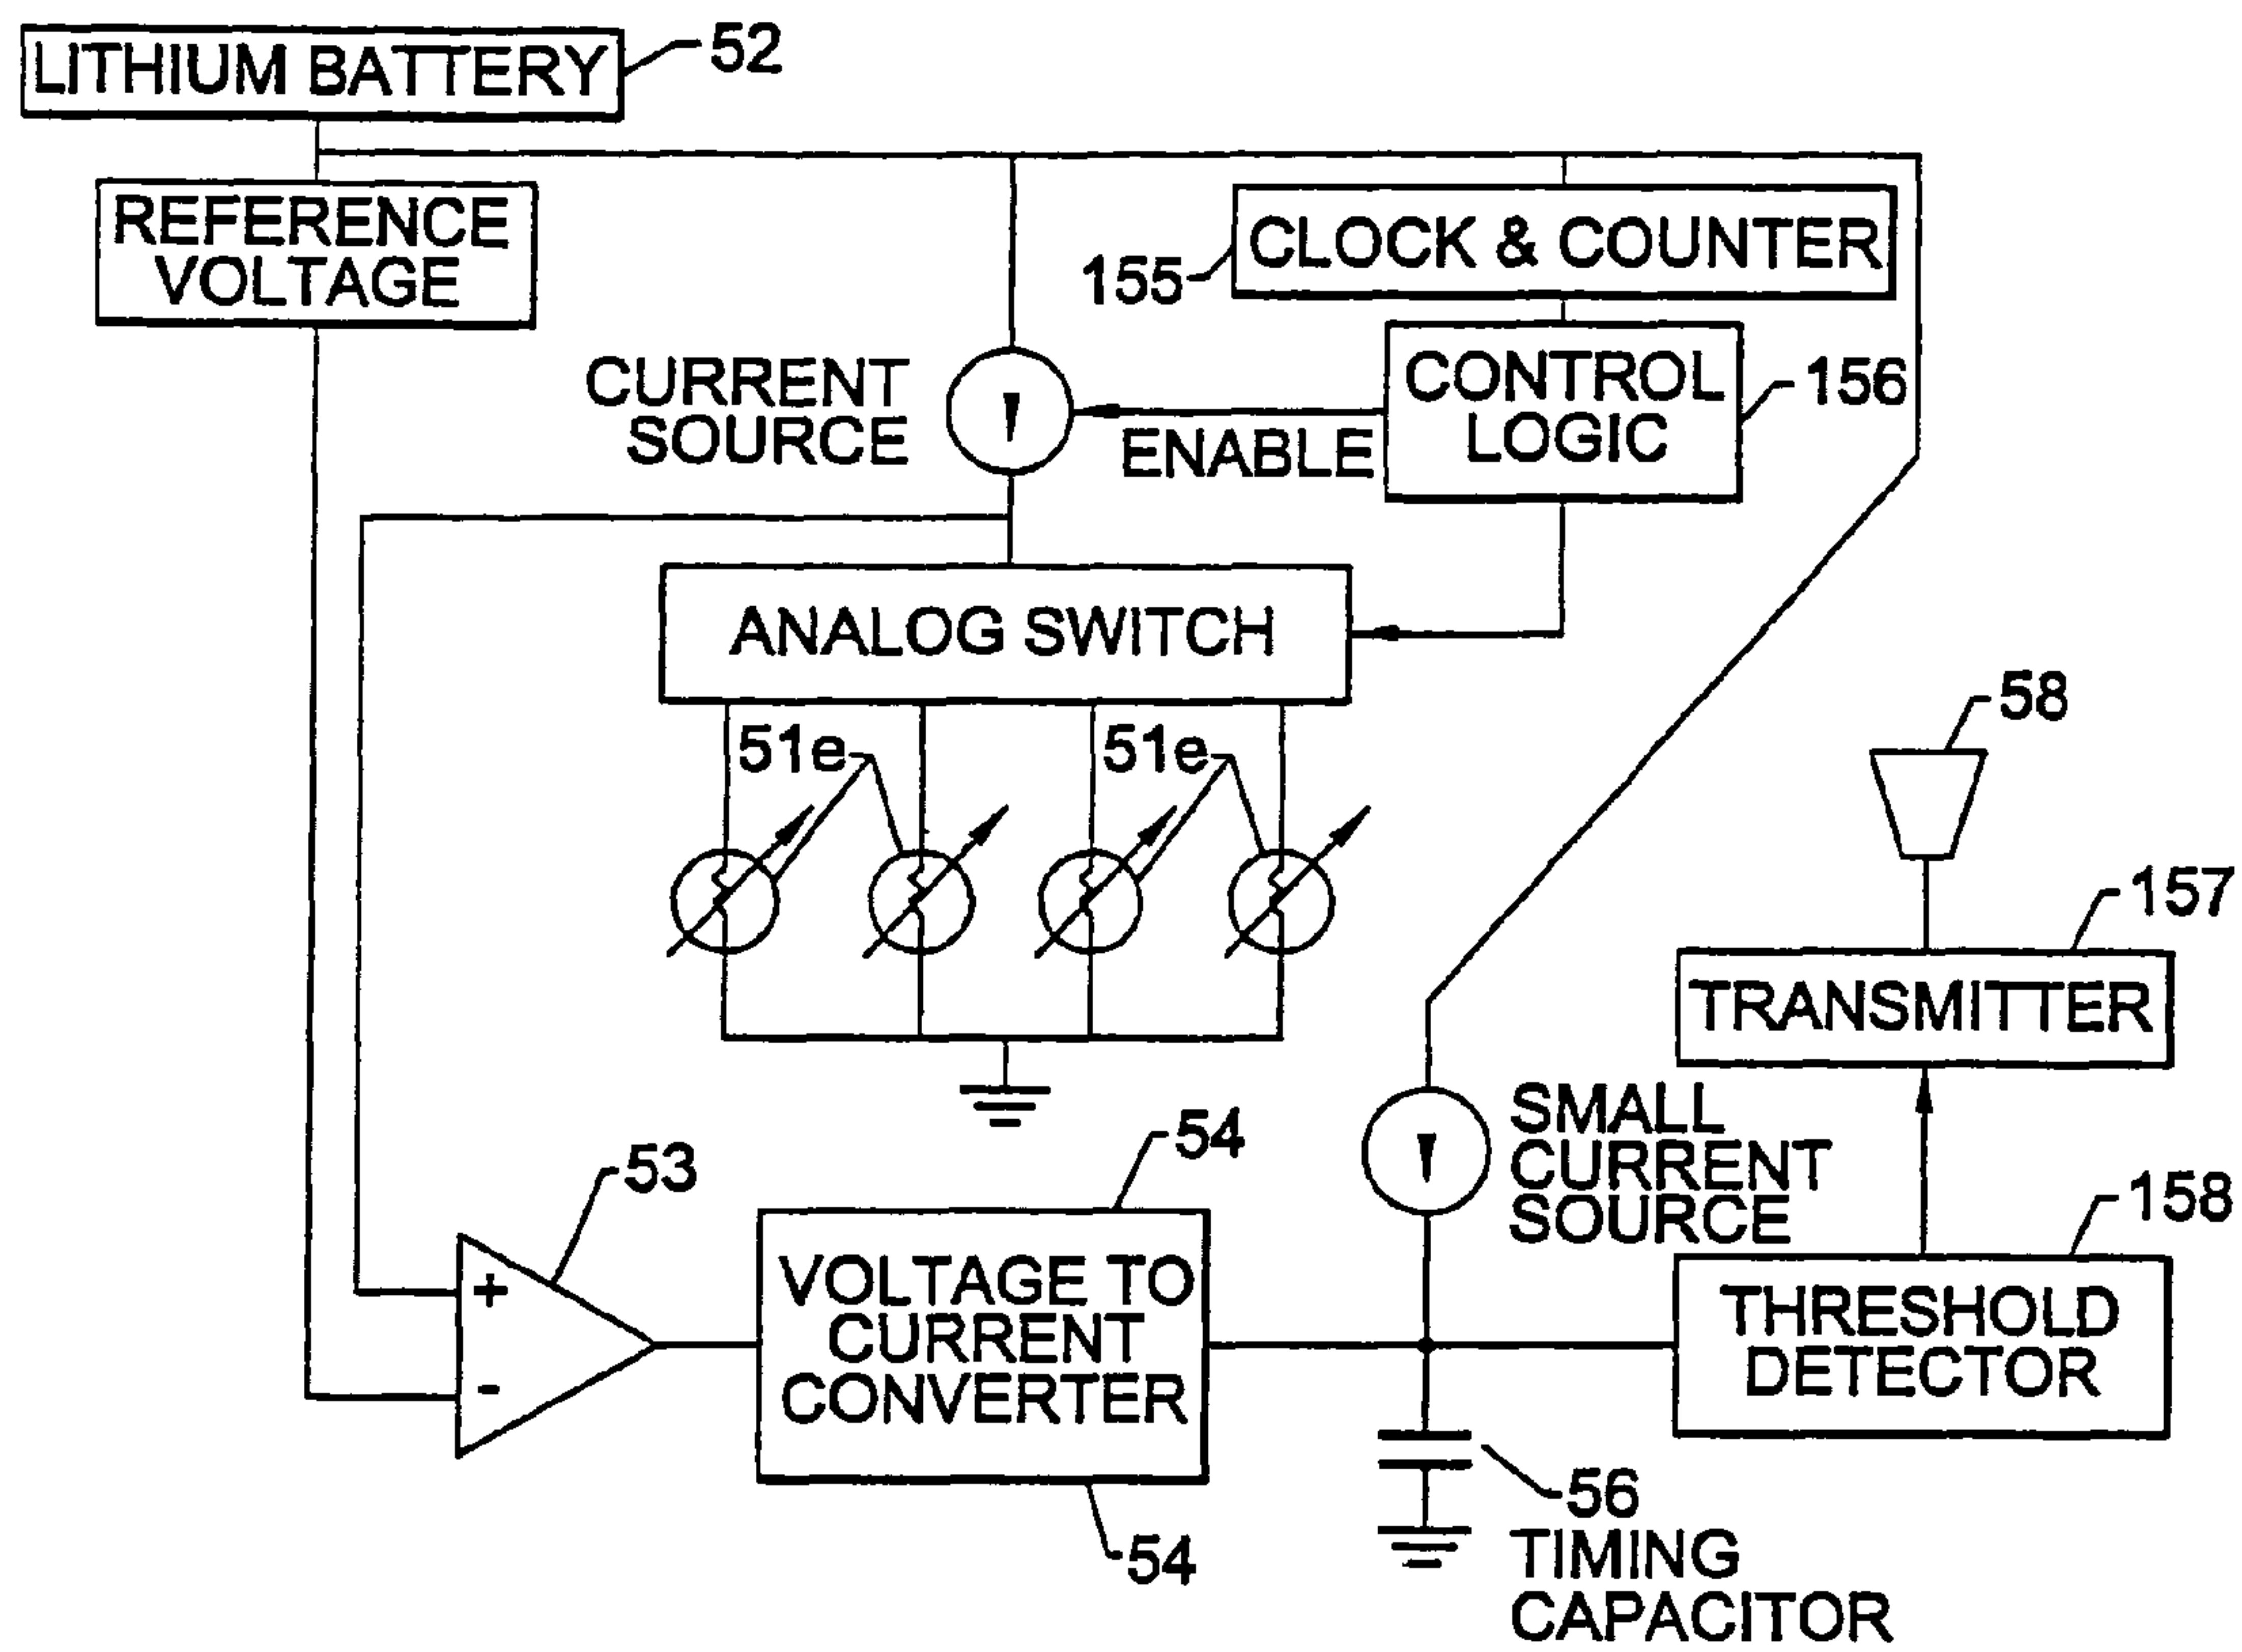 LITHIUM BATTERY
52
REFERENCE
VOLTAGE
CLOCK & COUNTER
155
CURRENT
SOURCE
ENABLE
CONTROL
LOGIC
156
ANALOG SWITCH
51e
51e
58
157
TRANSMITTER
SMALL
CURRENT
SOURCE
158
THRESHOLD
DETECTOR
53
+
-
54
VOLTAGE TO
CURRENT
CONVERTER
54
56
TIMING
CAPACITOR